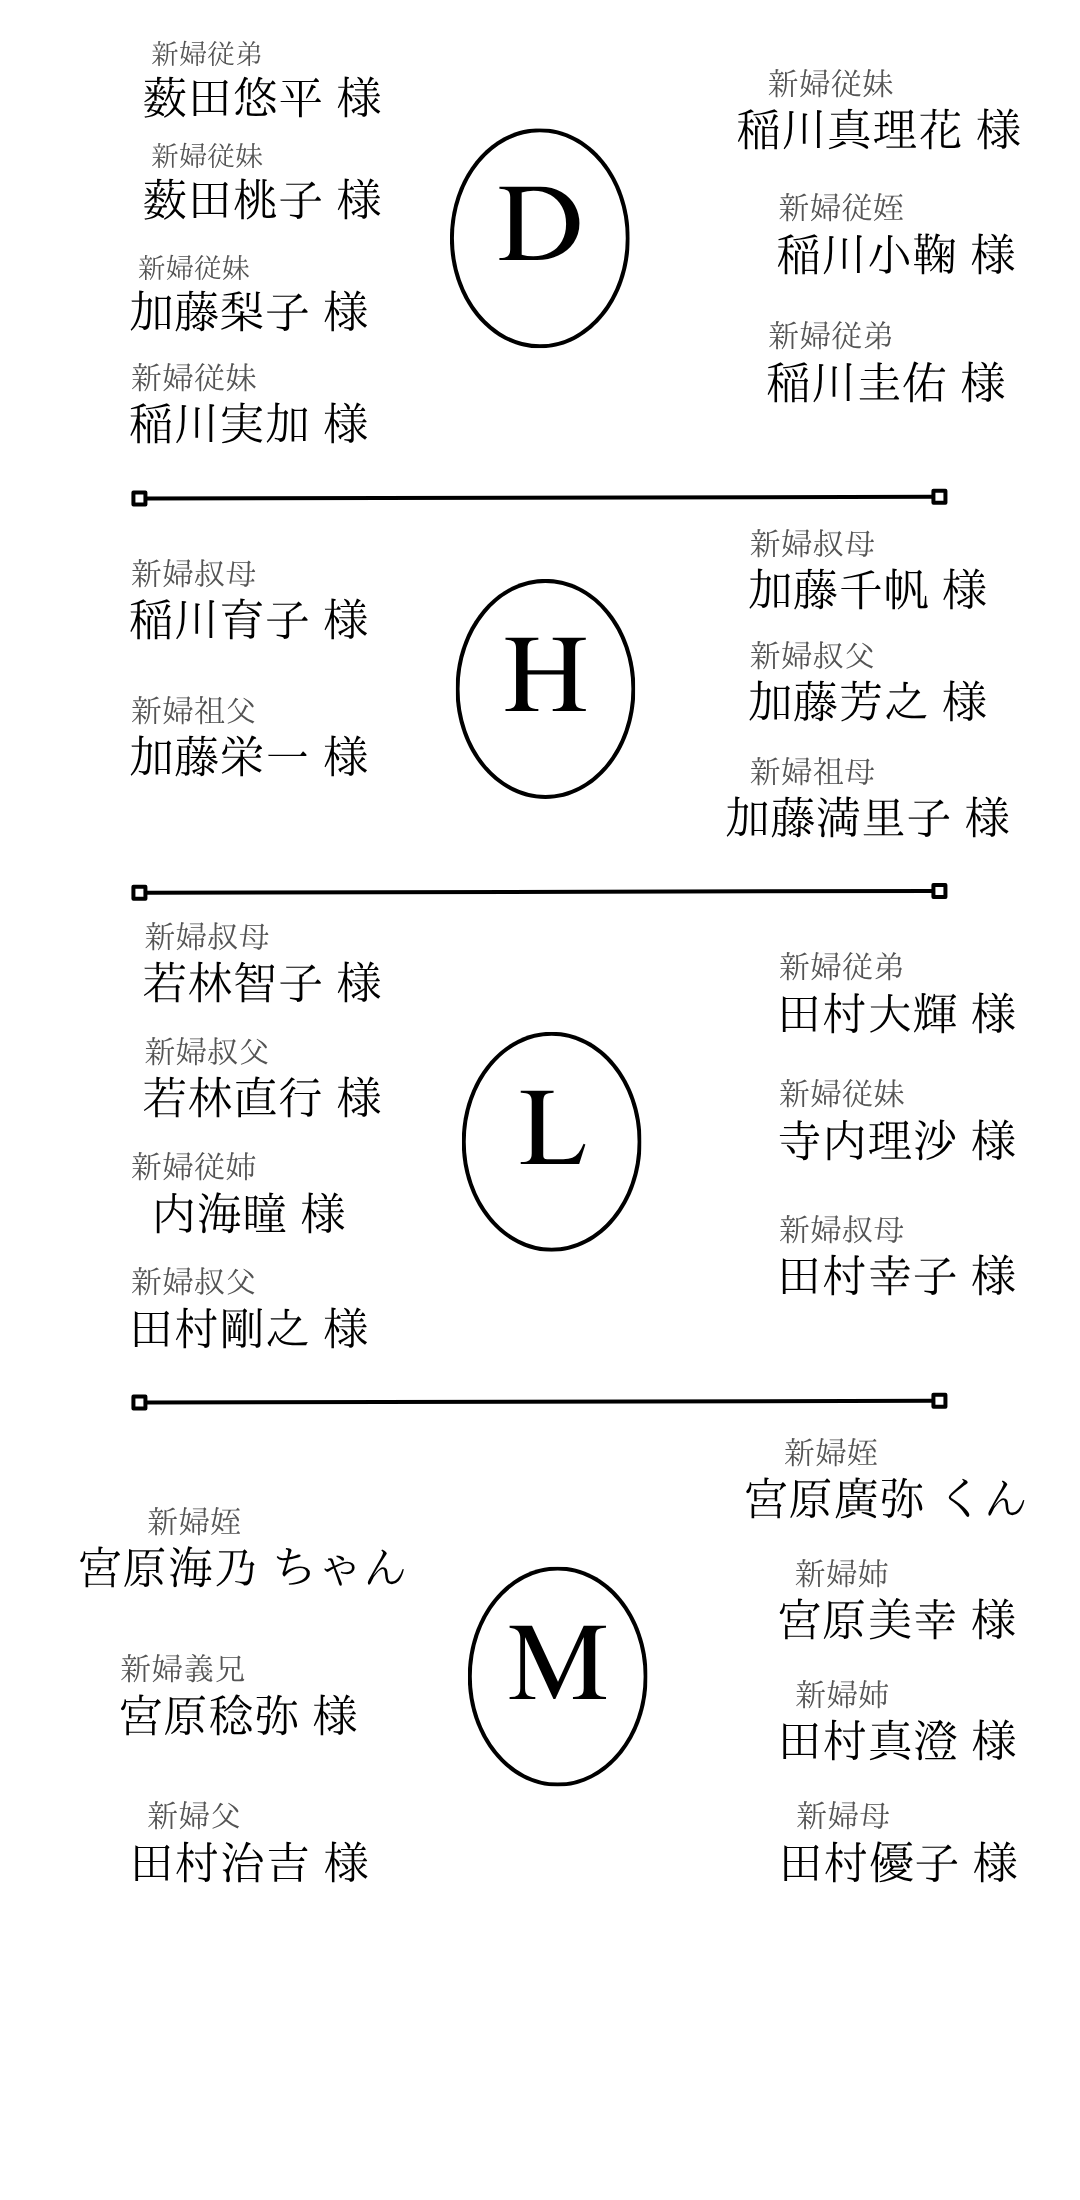 新婦従弟
薮田悠平 様
新婦従妹
薮田桃子 様
新婦従妹
加藤梨子 様
新婦従妹
稲川実加 様
D
新婦従妹
稲川真理花 様
新婦従姪
稲川小鞠 様
新婦従弟
稲川圭佑 様
新婦叔母
稲川育子 様
新婦祖父
加藤栄一 様
H
新婦叔母
加藤千帆 様
新婦叔父
加藤芳之 様
新婦祖母
加藤満里子 様
新婦叔母
若林智子 様
新婦叔父
若林直行 様
新婦従姉
内海瞳 様
新婦叔父
田村剛之 様
L
新婦従弟
田村大輝 様
新婦従妹
寺内理沙 様
新婦叔母
田村幸子 様
新婦姪
宮原海乃 ちゃん
新婦義兄
宮原稔弥 様
新婦父
田村治吉 様
M
新婦姪
宮原廣弥 くん
新婦姉
宮原美幸 様
新婦姉
田村真澄 様
新婦母
田村優子 様